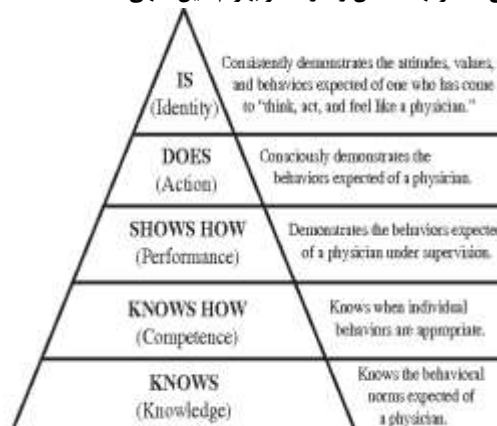 IS
(Identity)
Consistently demonstrates the attitudes, values,
and behaviors expected of one who has come
to “think, act, and feel like a physician.”
DOES
(Action)
Consciously demonstrates the
behaviors expected of a physician.
SHOWS HOW
(Performance)
Demonstrates the behaviors expected
of a physician under supervision.
KNOWS HOW
(Competence)
Knows when individual
behaviors are appropriate.
KNOWS
(Knowledge)
Knows the behavioral
norms expected of
a physician.